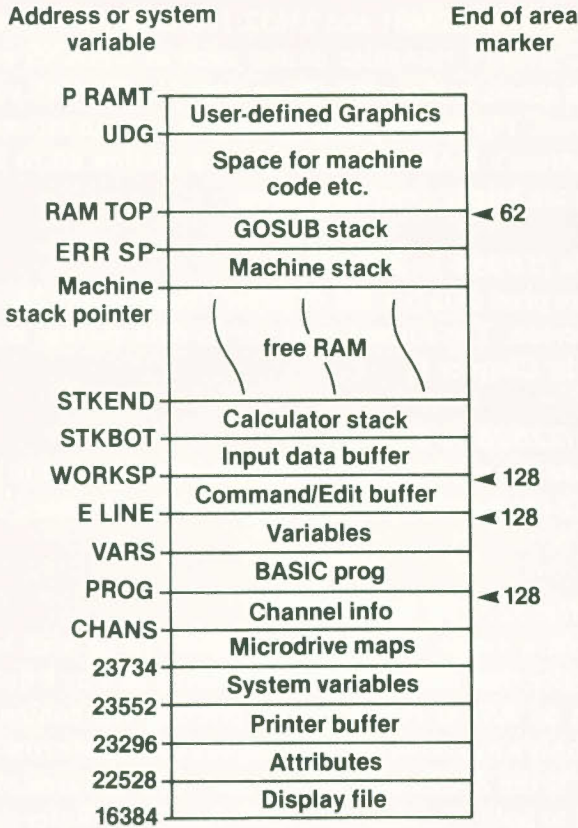 Address or system
variable
End of area
marker
P RAMT
User-defined Graphics
UDG
Space for machine
code etc.
RAM TOP
62
GOSUB stack
ERR SP
Machine stack
Machine
stack pointer
free RAM
STKEND
Calculator stack
STKBOT
Input data buffer
WORKSP
128
Command/Edit buffer
E LINE
128
Variables
VARS
BASIC prog
PROG
128
Channel info
CHANS
Microdrive maps
23734
System variables
23552
Printer buffer
23296
Attributes
22528
Display file
16384